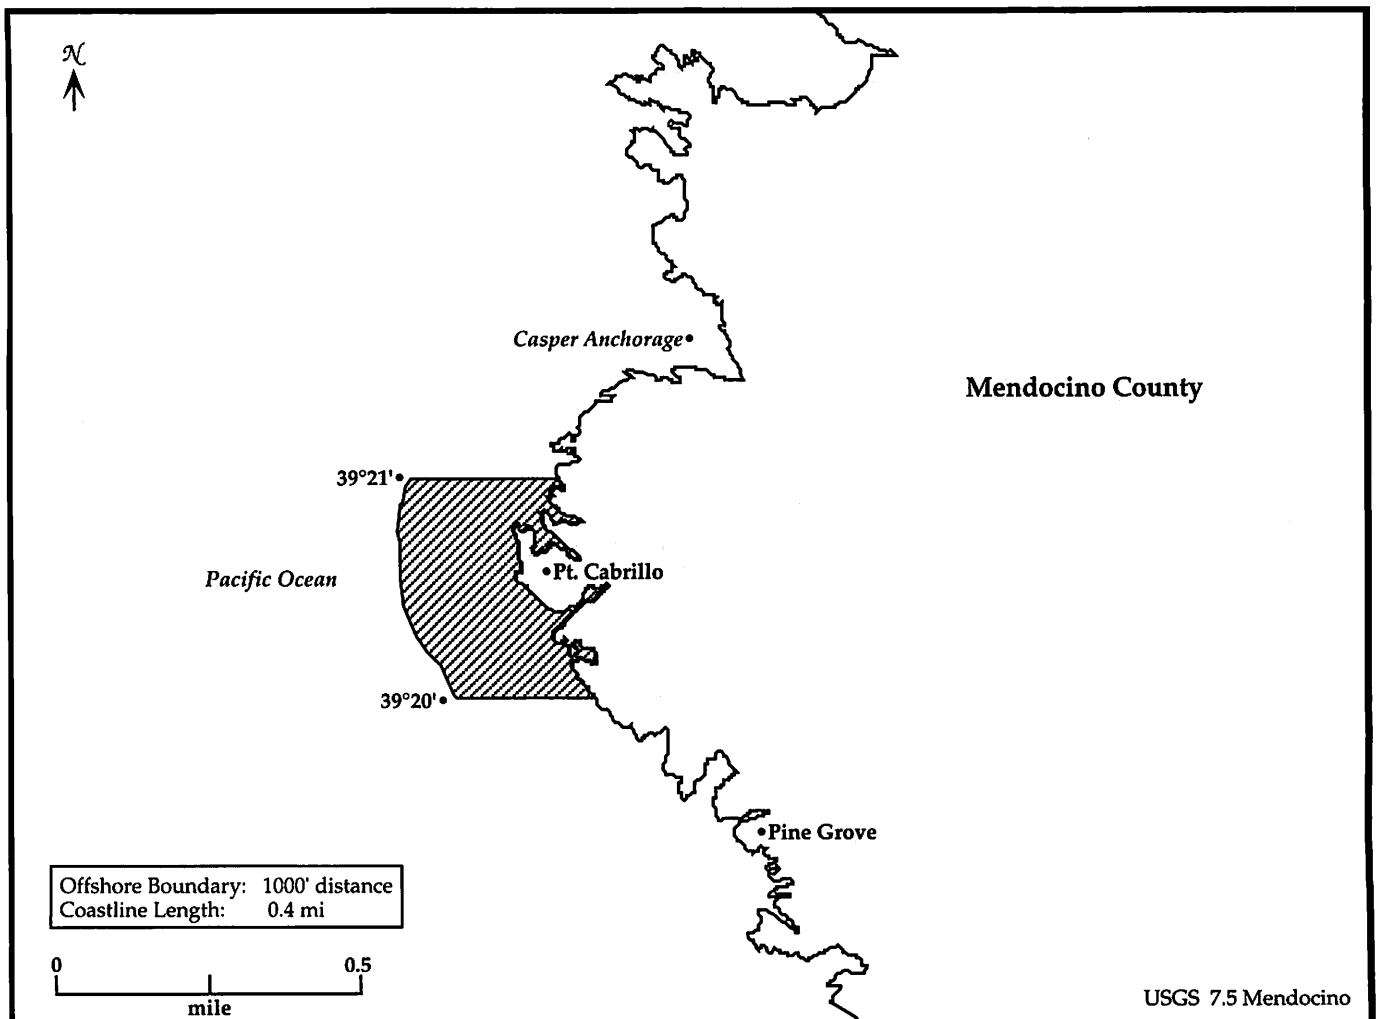 N
Casper Anchorage
Mendocino County
39°21'
Pt. Cabrillo
Pacific Ocean
39°20'
Pine Grove
Offshore Boundary: 1000' distance
Coastline Length: 0.4 mi
0 0.5
mile
USGS 7.5 Mendocino